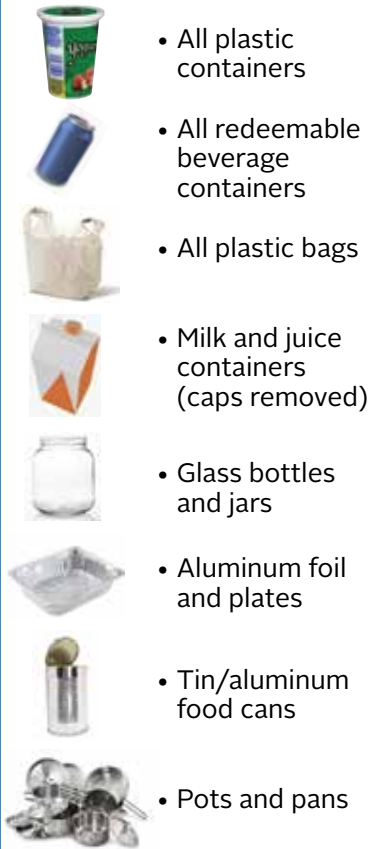 • All plastic
containers
• All redeemable
beverage
containers
• All plastic bags
• Milk and juice
containers
(caps removed)
• Glass bottles
and jars
• Aluminum foil
and plates
• Tin/aluminum
food cans
• Pots and pans